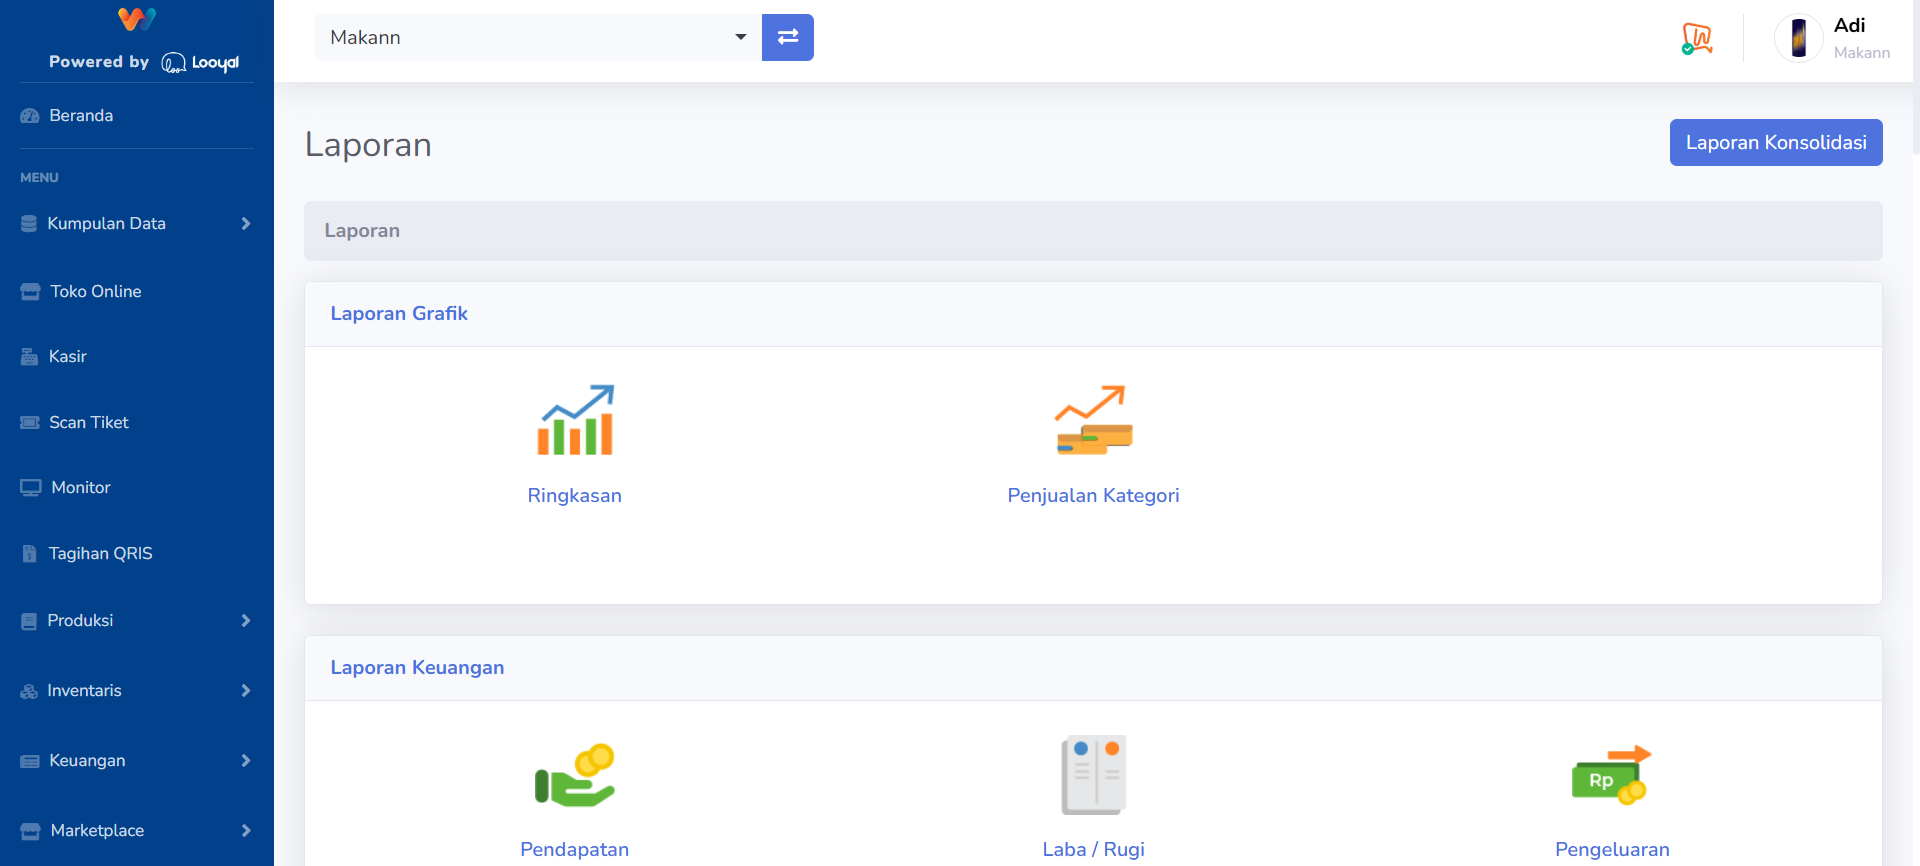 Powered by Looyal
Beranda
MENU
Kumpulan Data
Toko Online
Kasir
Scan Tiket
Monitor
Tagihan QRIS
Produksi
Inventaris
Keuangan
Marketplace
Makann
Adi
Makann
Laporan
Laporan Konsolidasi
Laporan
Laporan Grafik
Ringkasan
Penjualan Kategori
Laporan Keuangan
Rp
Pendapatan
Laba / Rugi
Pengeluaran